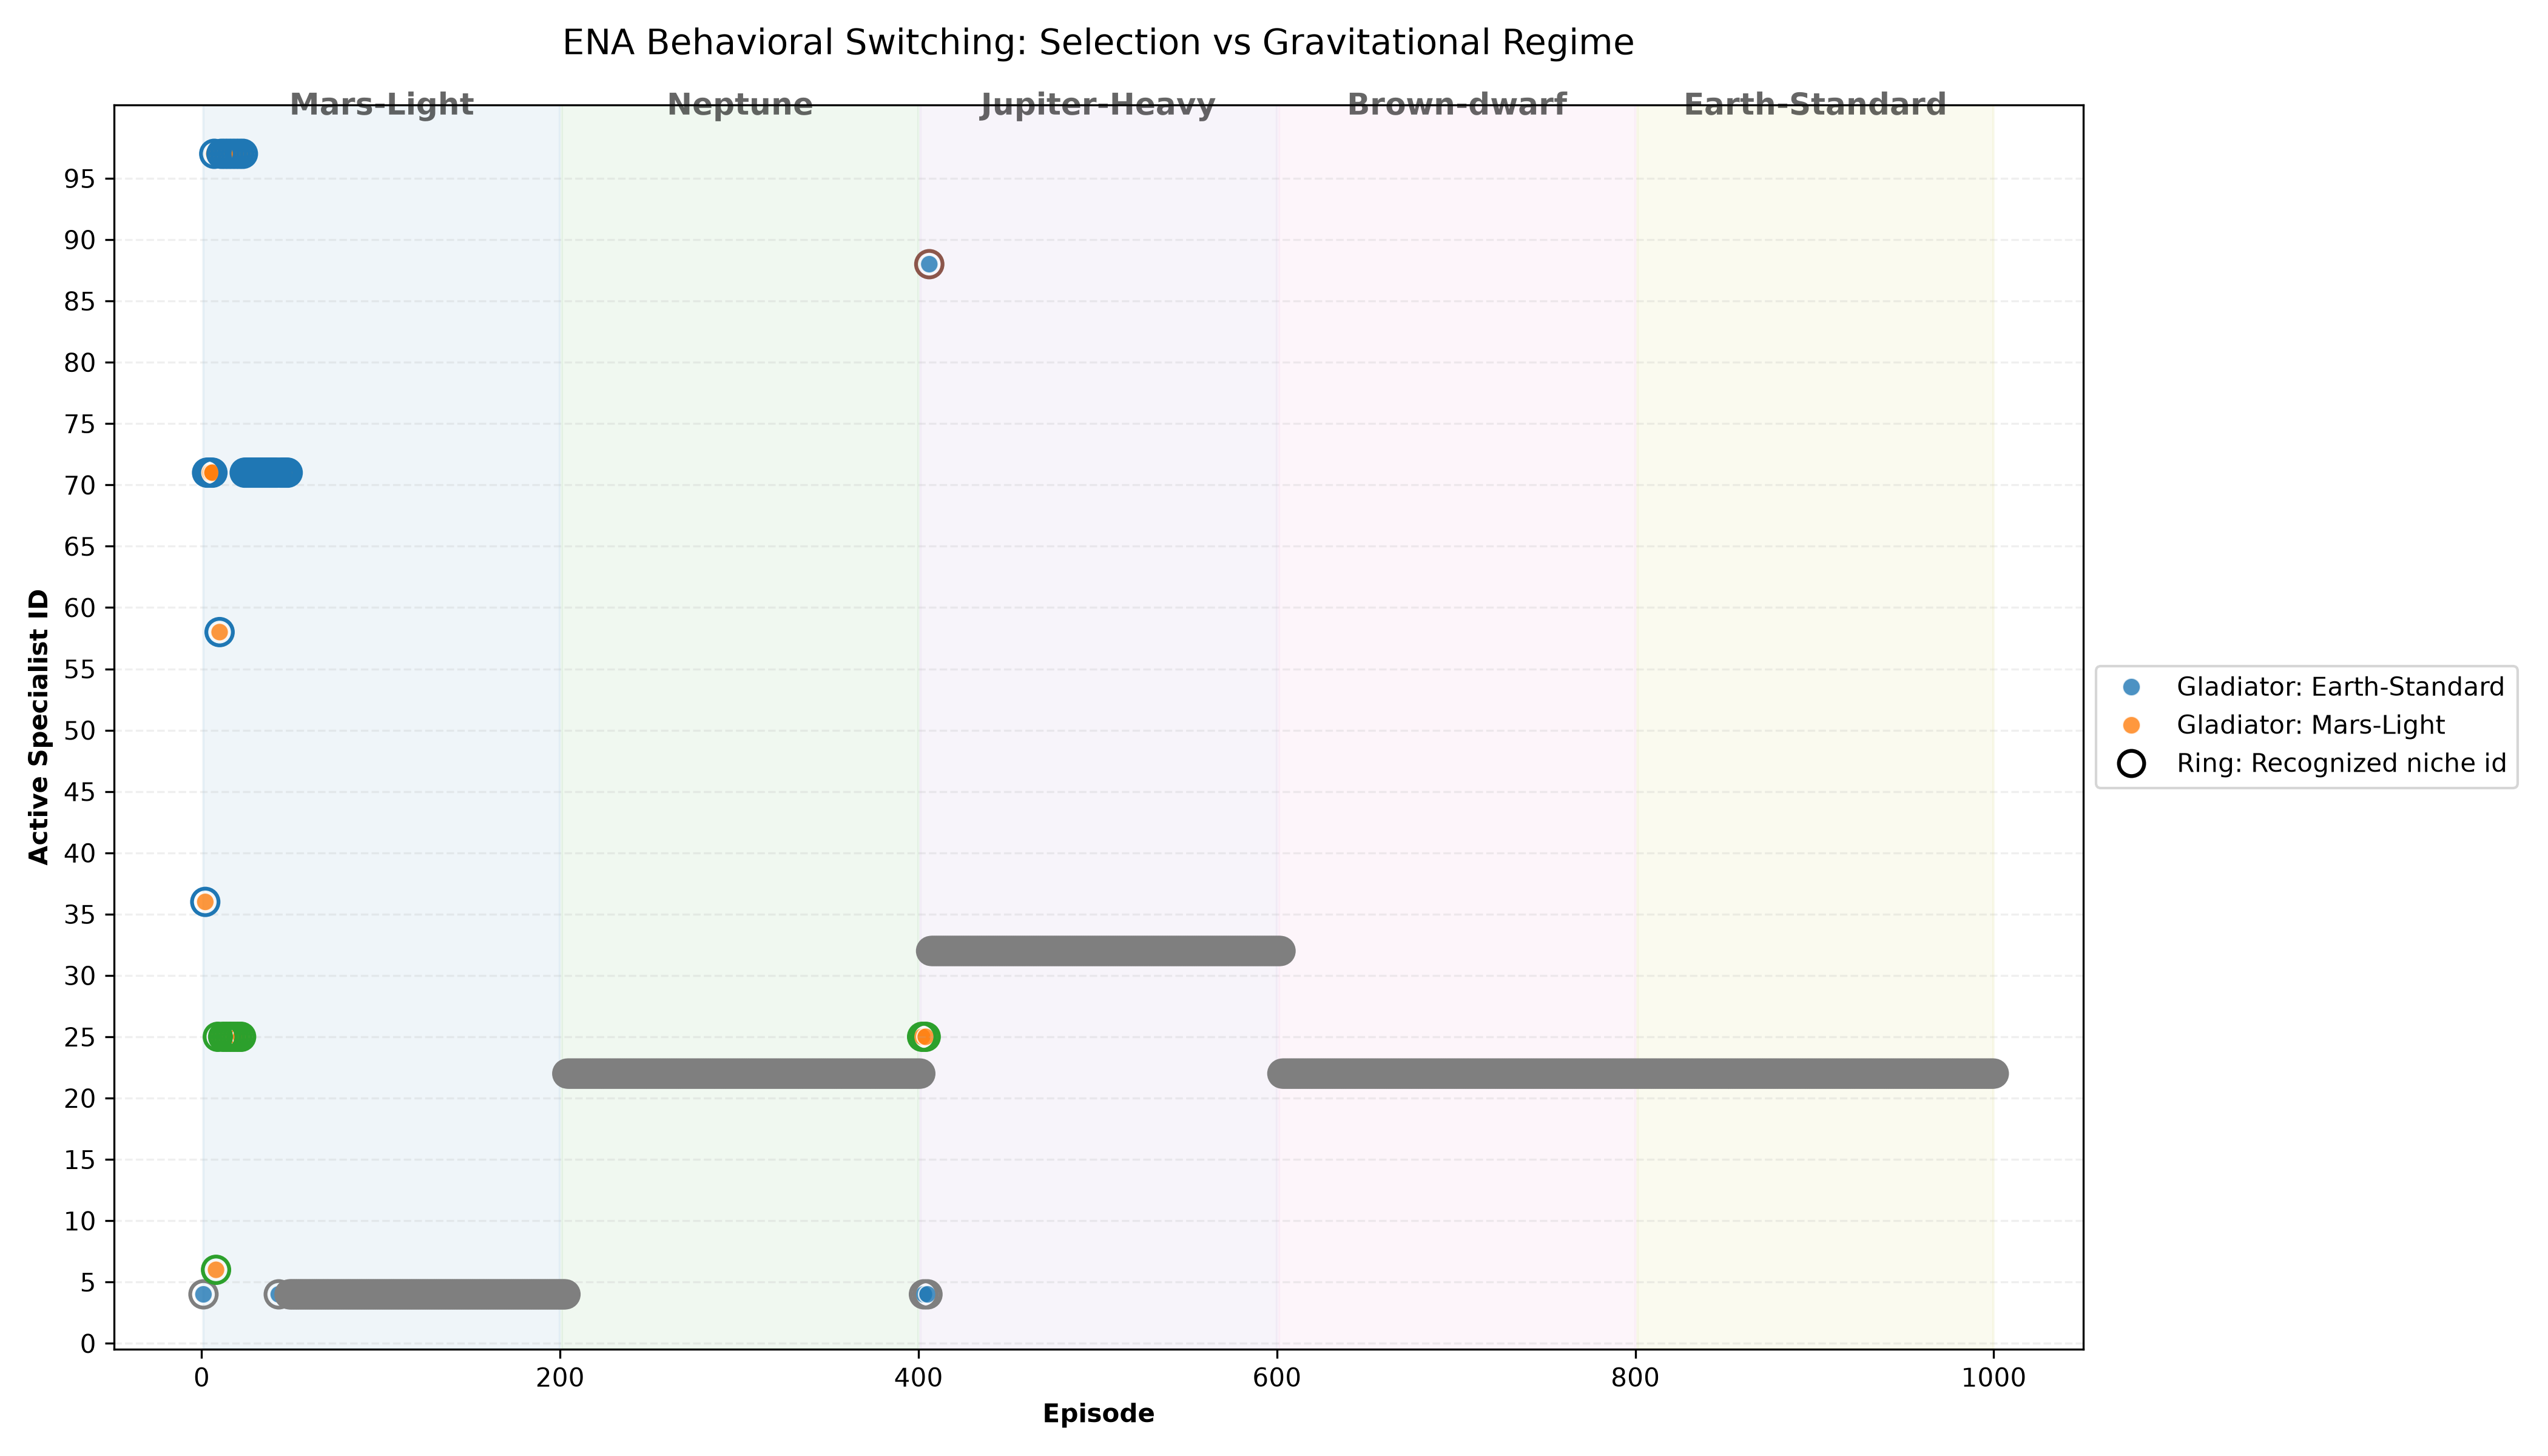 ENA Behavioral Switching: Selection vs Gravitational Regime
Mars-Light
Neptune
Jupiter-Heavy
Brown-dwarf
Earth-Standard
Active Specialist ID
95
90
85
80
75
70
65
60
55
50
45
40
35
30
25
20
15
10
5
0
0
200
400
600
800
1000
Episode
Gladiator: Earth-Standard
Gladiator: Mars-Light
Ring: Recognized niche id